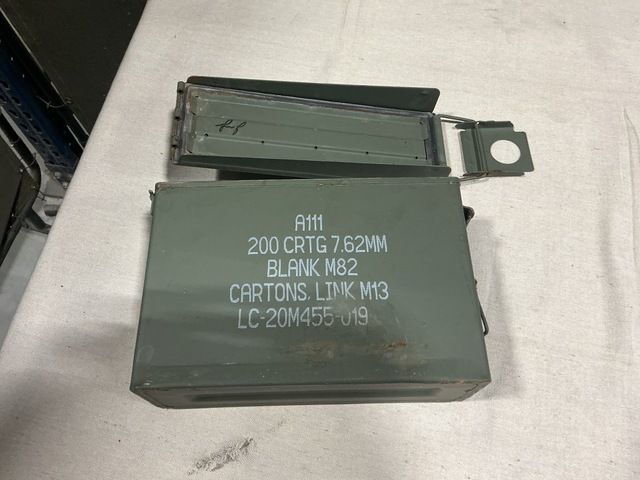 A111
200 CRTG 7.62MM
BLANK M82
CARTONS, LINK M13
LC-20M455-019